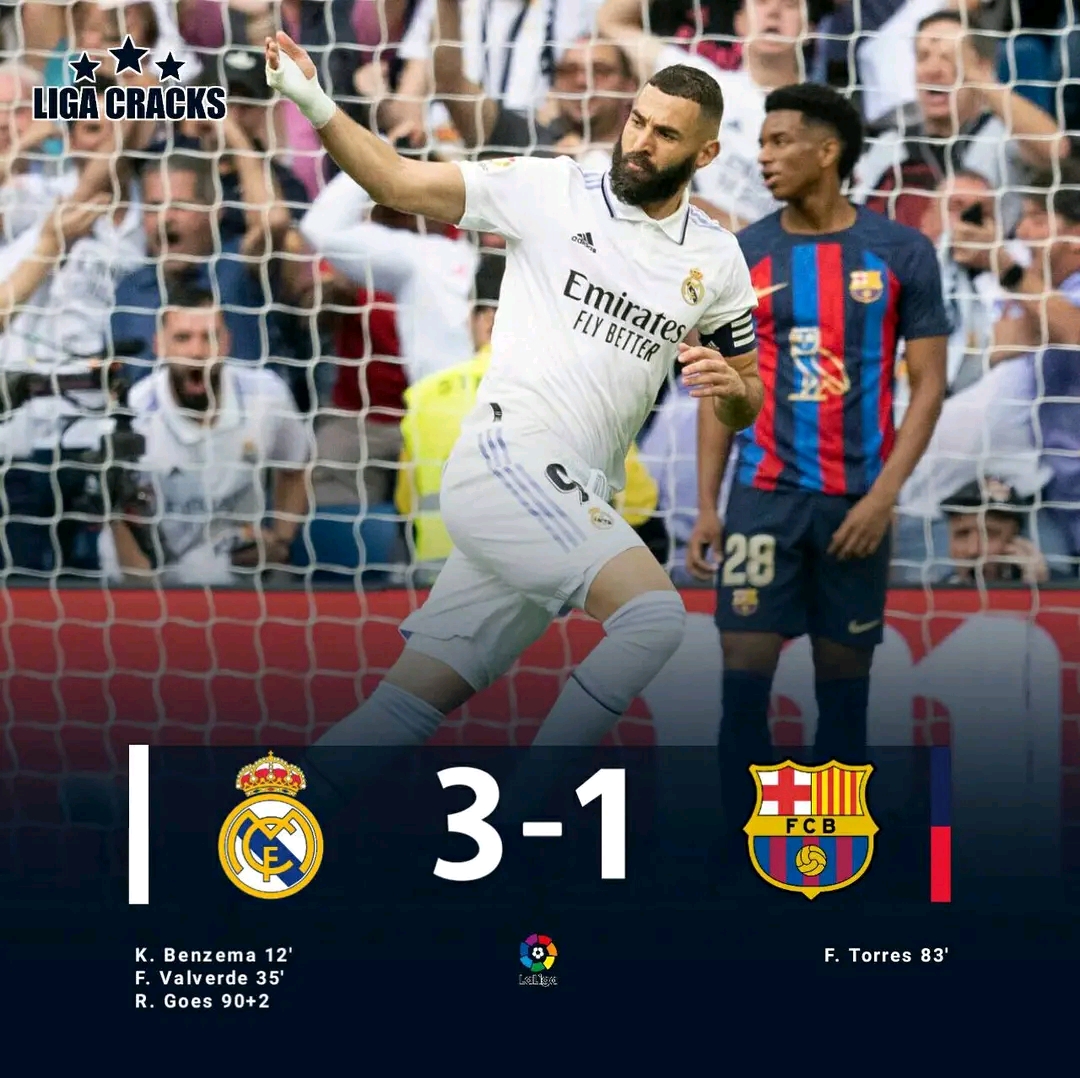 LIGA CRACKS
adidas
Emirates
FLY BETTER
28
3-1
FCB
K. Benzema 12'
F. Valverde 35'
R. Goes 90+2
F. Torres 83'
LaLiga